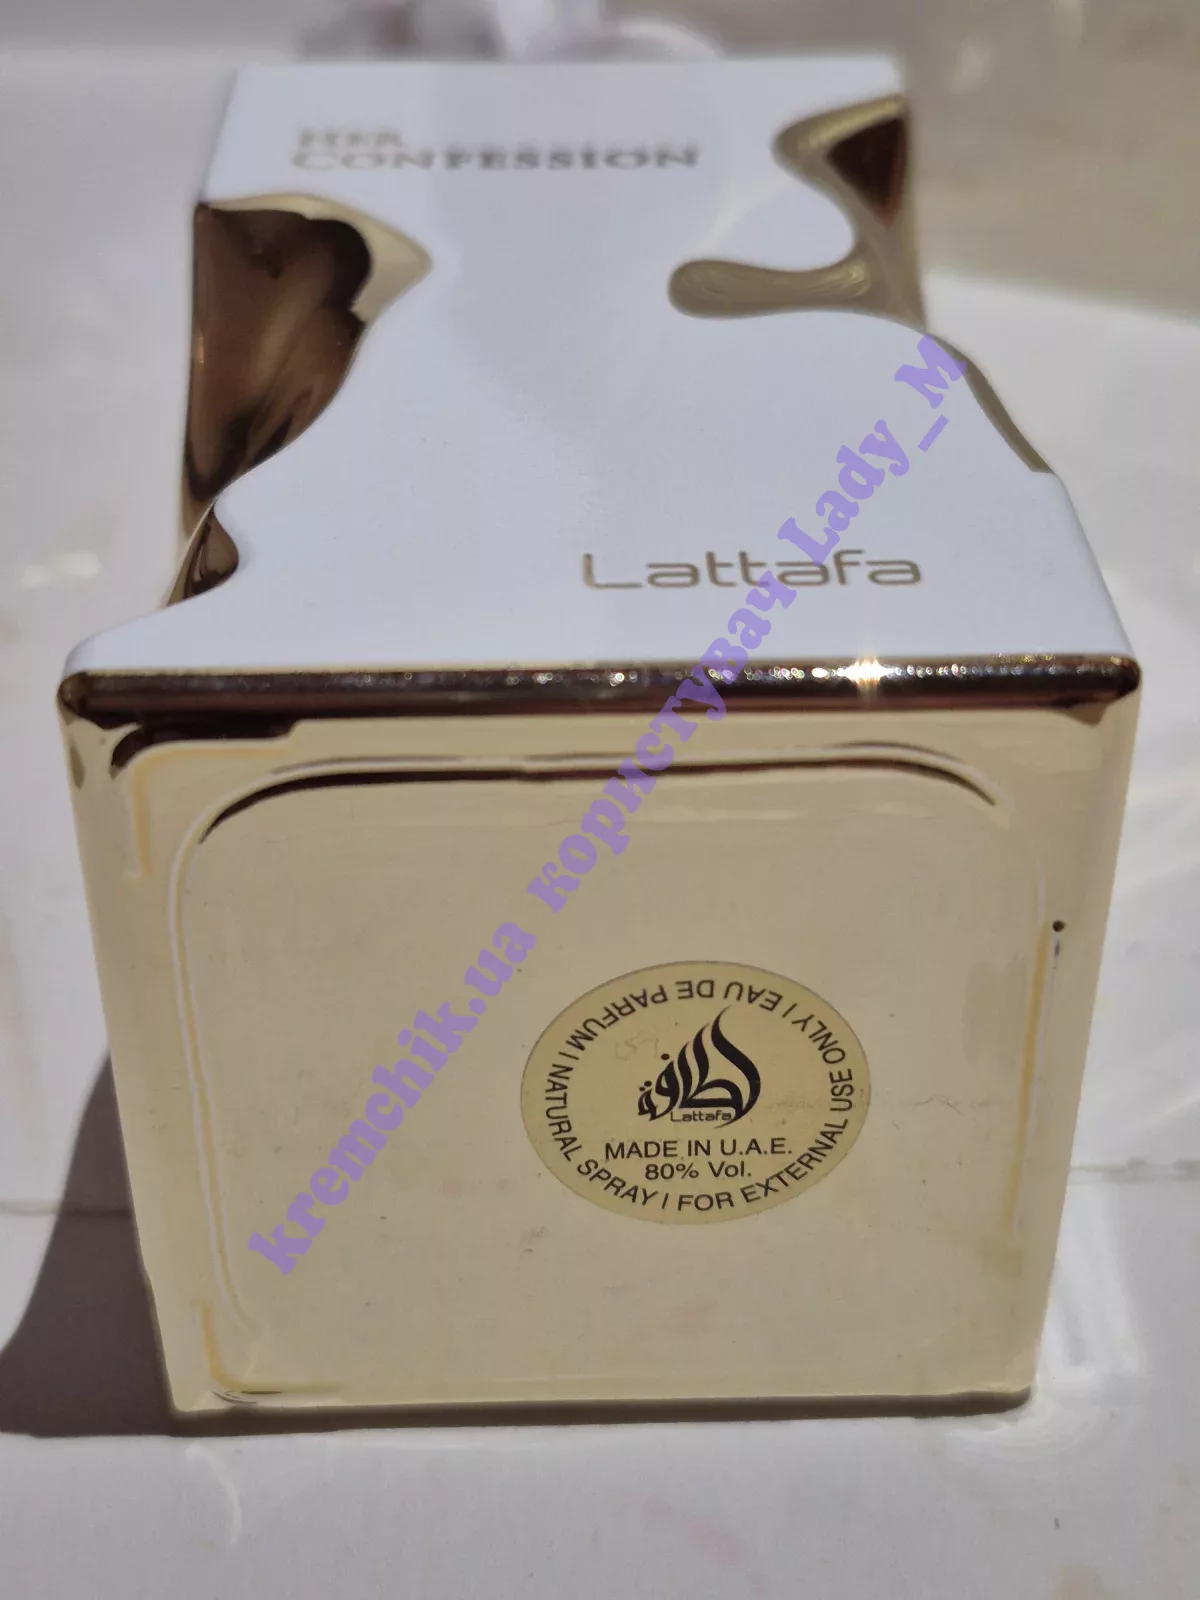 HER
CONFESSION
Lattafa
EAU DE PARFUM | NATURAL SPRAY | FOR EXTERNAL USE ONLY |
لطافة
Lattafa
MADE IN U.A.E.
80% Vol.
kremchik.ua користувач Lady_M